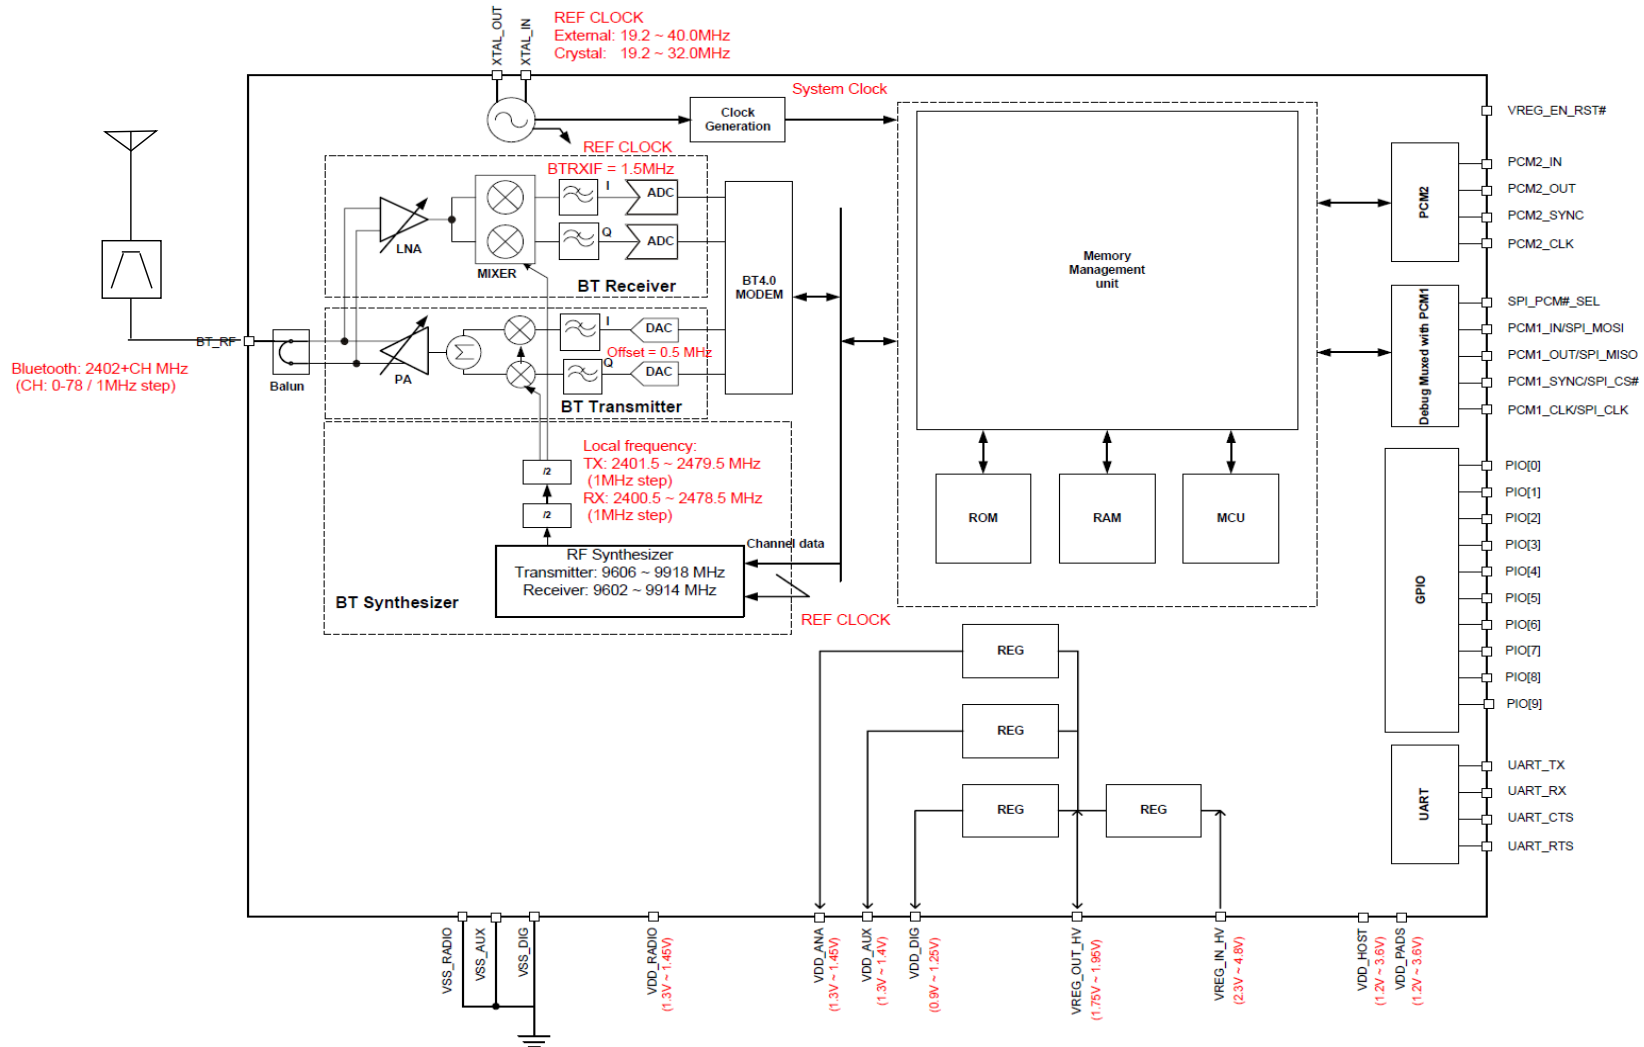 XTAL_OUT
XTAL_IN
REF CLOCK
External: 19.2 ~ 40.0MHz
Crystal: 19.2 ~ 32.0MHz
System Clock
Clock
Generation
REF CLOCK
VREG_EN_RST#
BTRXIF = 1.5MHz
I
ADC
LNA
Q
ADC
MIXER
BT Receiver
BT4.0
MODEM
Memory
Management
unit
PCM2
PCM2_IN
PCM2_OUT
PCM2_SYNC
PCM2_CLK
Debug Muxed with PCM1
SPI_PCM#_SEL
PCM1_IN/SPI_MOSI
PCM1_OUT/SPI_MISO
PCM1_SYNC/SPI_CS#
PCM1_CLK/SPI_CLK
BT_RF
Bluetooth: 2402+CH MHz
(CH: 0-78 / 1MHz step)
Balun
PA
Σ
I
DAC
Offset = 0.5 MHz
Q
DAC
BT Transmitter
Local frequency:
TX: 2401.5 ~ 2479.5 MHz
(1MHz step)
RX: 2400.5 ~ 2478.5 MHz
(1MHz step)
/2
/2
RF Synthesizer
Transmitter: 9606 ~ 9918 MHz
Receiver: 9602 ~ 9914 MHz
Channel data
REF CLOCK
BT Synthesizer
ROM
RAM
MCU
GPIO
PIO[0]
PIO[1]
PIO[2]
PIO[3]
PIO[4]
PIO[5]
PIO[6]
PIO[7]
PIO[8]
PIO[9]
REG
REG
REG
REG
UART
UART_TX
UART_RX
UART_CTS
UART_RTS
VSS_RADIO
VSS_AUX
VSS_DIG
VDD_RADIO
(1.3V ~ 1.45V)
VDD_ANA
(1.3V ~ 1.45V)
VDD_AUX
(1.3V ~ 1.4V)
VDD_DIG
(0.9V ~ 1.25V)
VREG_OUT_HV
(1.75V ~ 1.95V)
VREG_IN_HV
(2.3V ~ 4.8V)
VDD_HOST
(1.2V ~ 3.6V)
VDD_PADS
(1.2V ~ 3.6V)